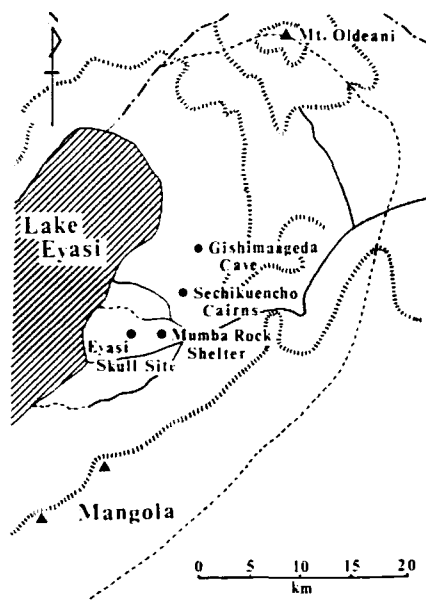 Mt. Oldeani
Lake
Eyasi
Gishimangeda
Cave
Sechikuencho
Cairns
Mumba Rock
Shelter
Eyasi
Skull Site
Mangola
0 5 10 15 20
km